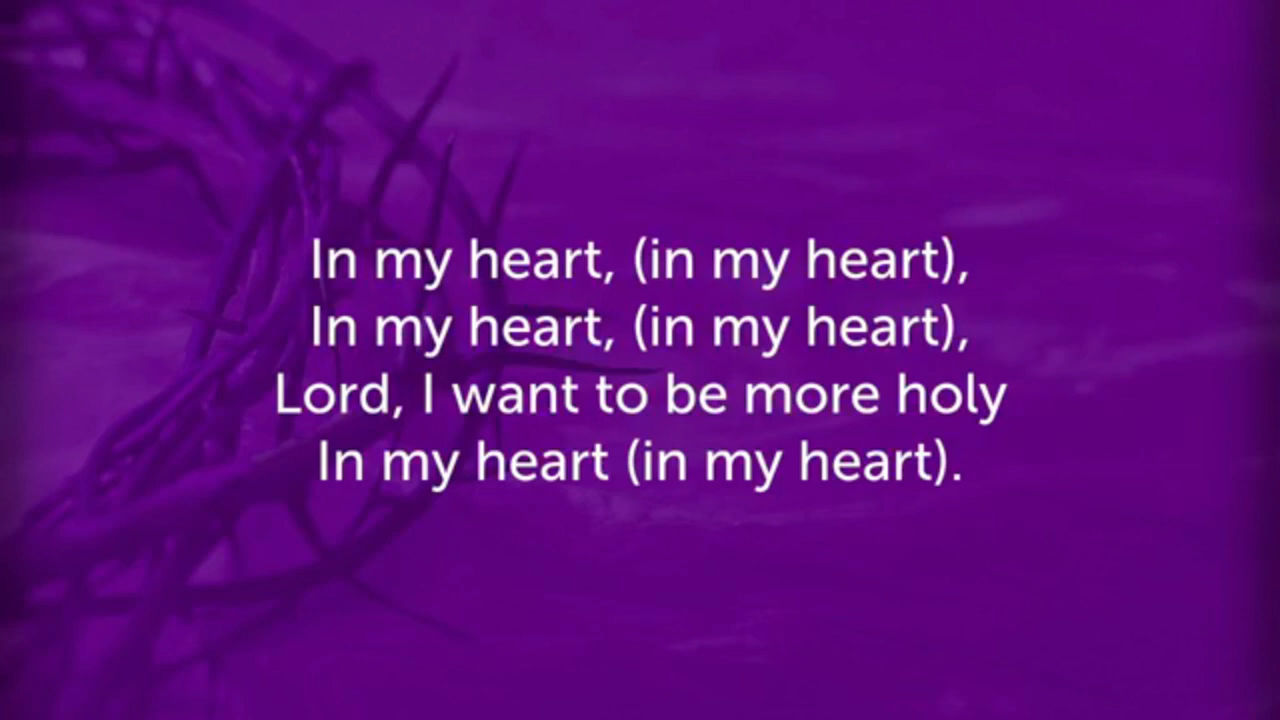 In my heart, (in my heart),
In my heart, (in my heart),
Lord, I want to be more holy
In my heart (in my heart).